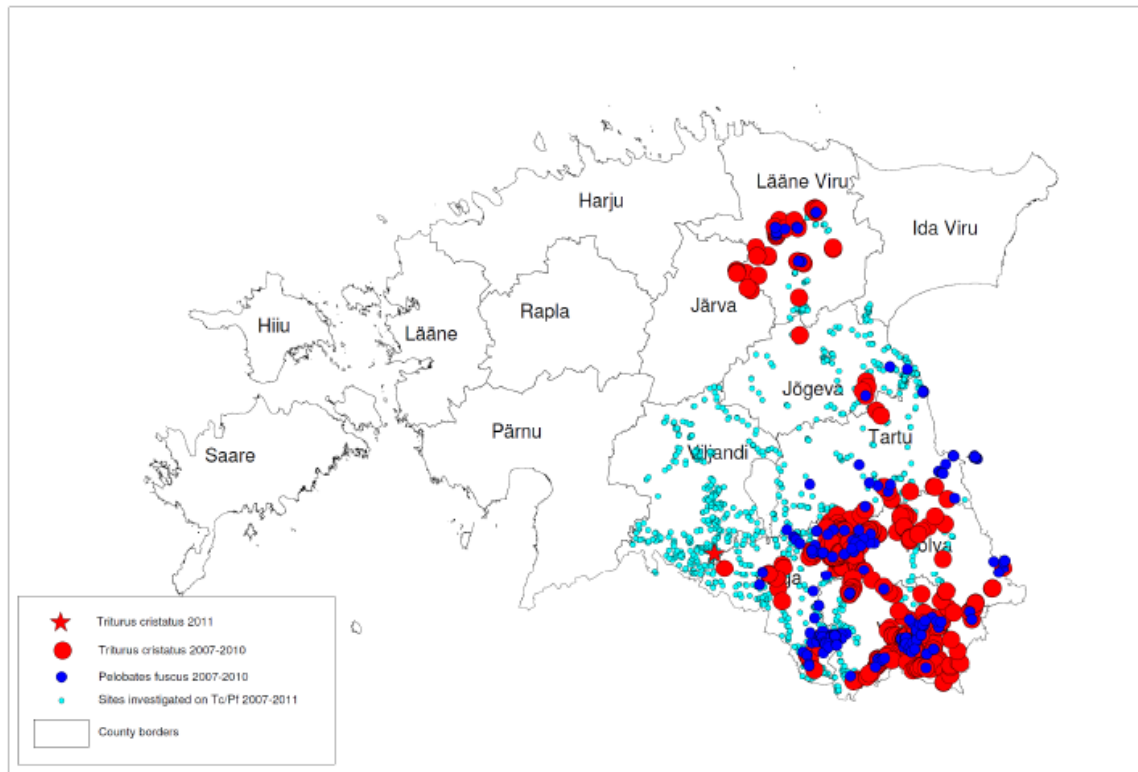 Lääne Viru
Harju
Ida Viru
Järva
Rapla
Hiiu
Lääne
Jõgeva
Pärnu
Tartu
Viljandi
Saare
Triturus cristatus 2011
Triturus cristatus 2007-2010
Pelobates fuscus 2007-2010
Sites investigated on Tc/Pf 2007-2011
County borders